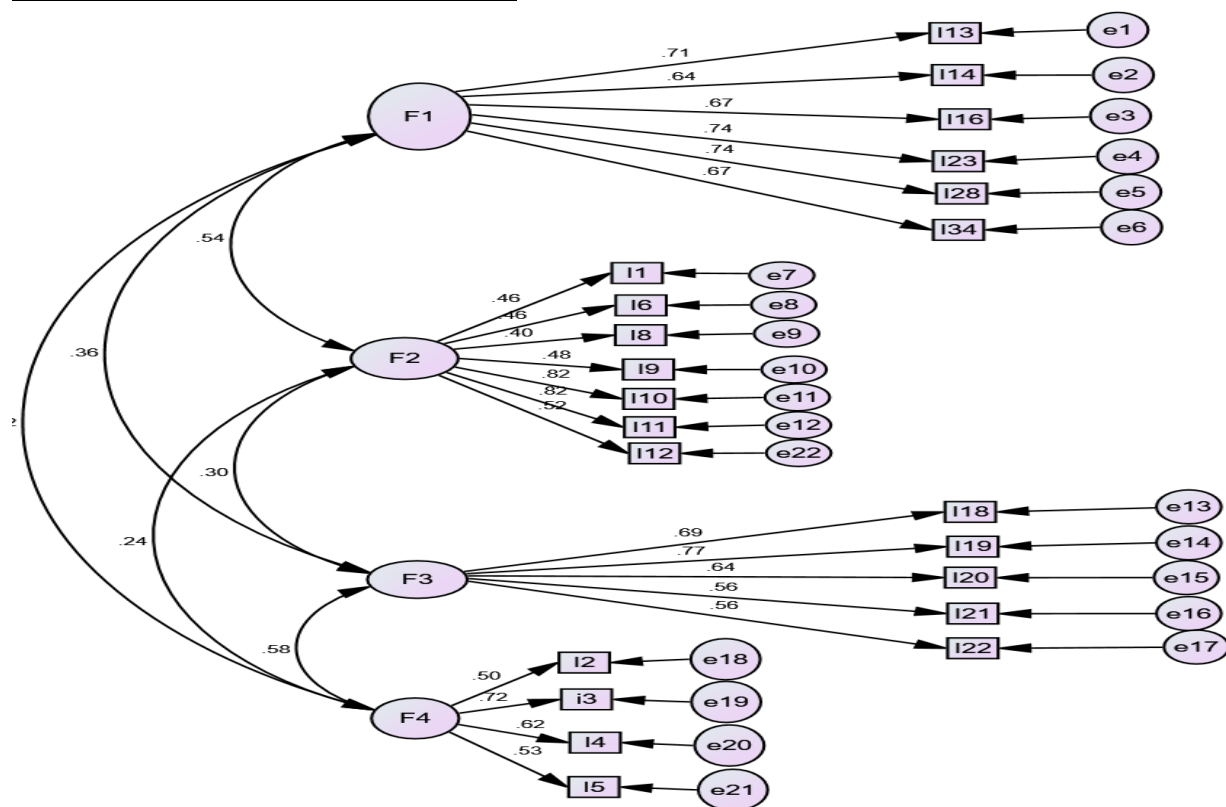 I13
e1
.71
I14
e2
.64
F1
.67
I16
e3
.74
I23
e4
.74
I28
e5
.67
I34
e6
.54
I1
e7
.46
I6
e8
.46
I8
e9
.40
F2
.48
I9
e10
.82
I10
e11
.82
I11
e12
.52
I12
e22
.36
.30
.24
I18
e13
.69
I19
e14
.77
F3
.64
I20
e15
.56
I21
e16
.56
I22
e17
.58
I2
e18
.50
i3
e19
.72
F4
.62
I4
e20
.53
I5
e21